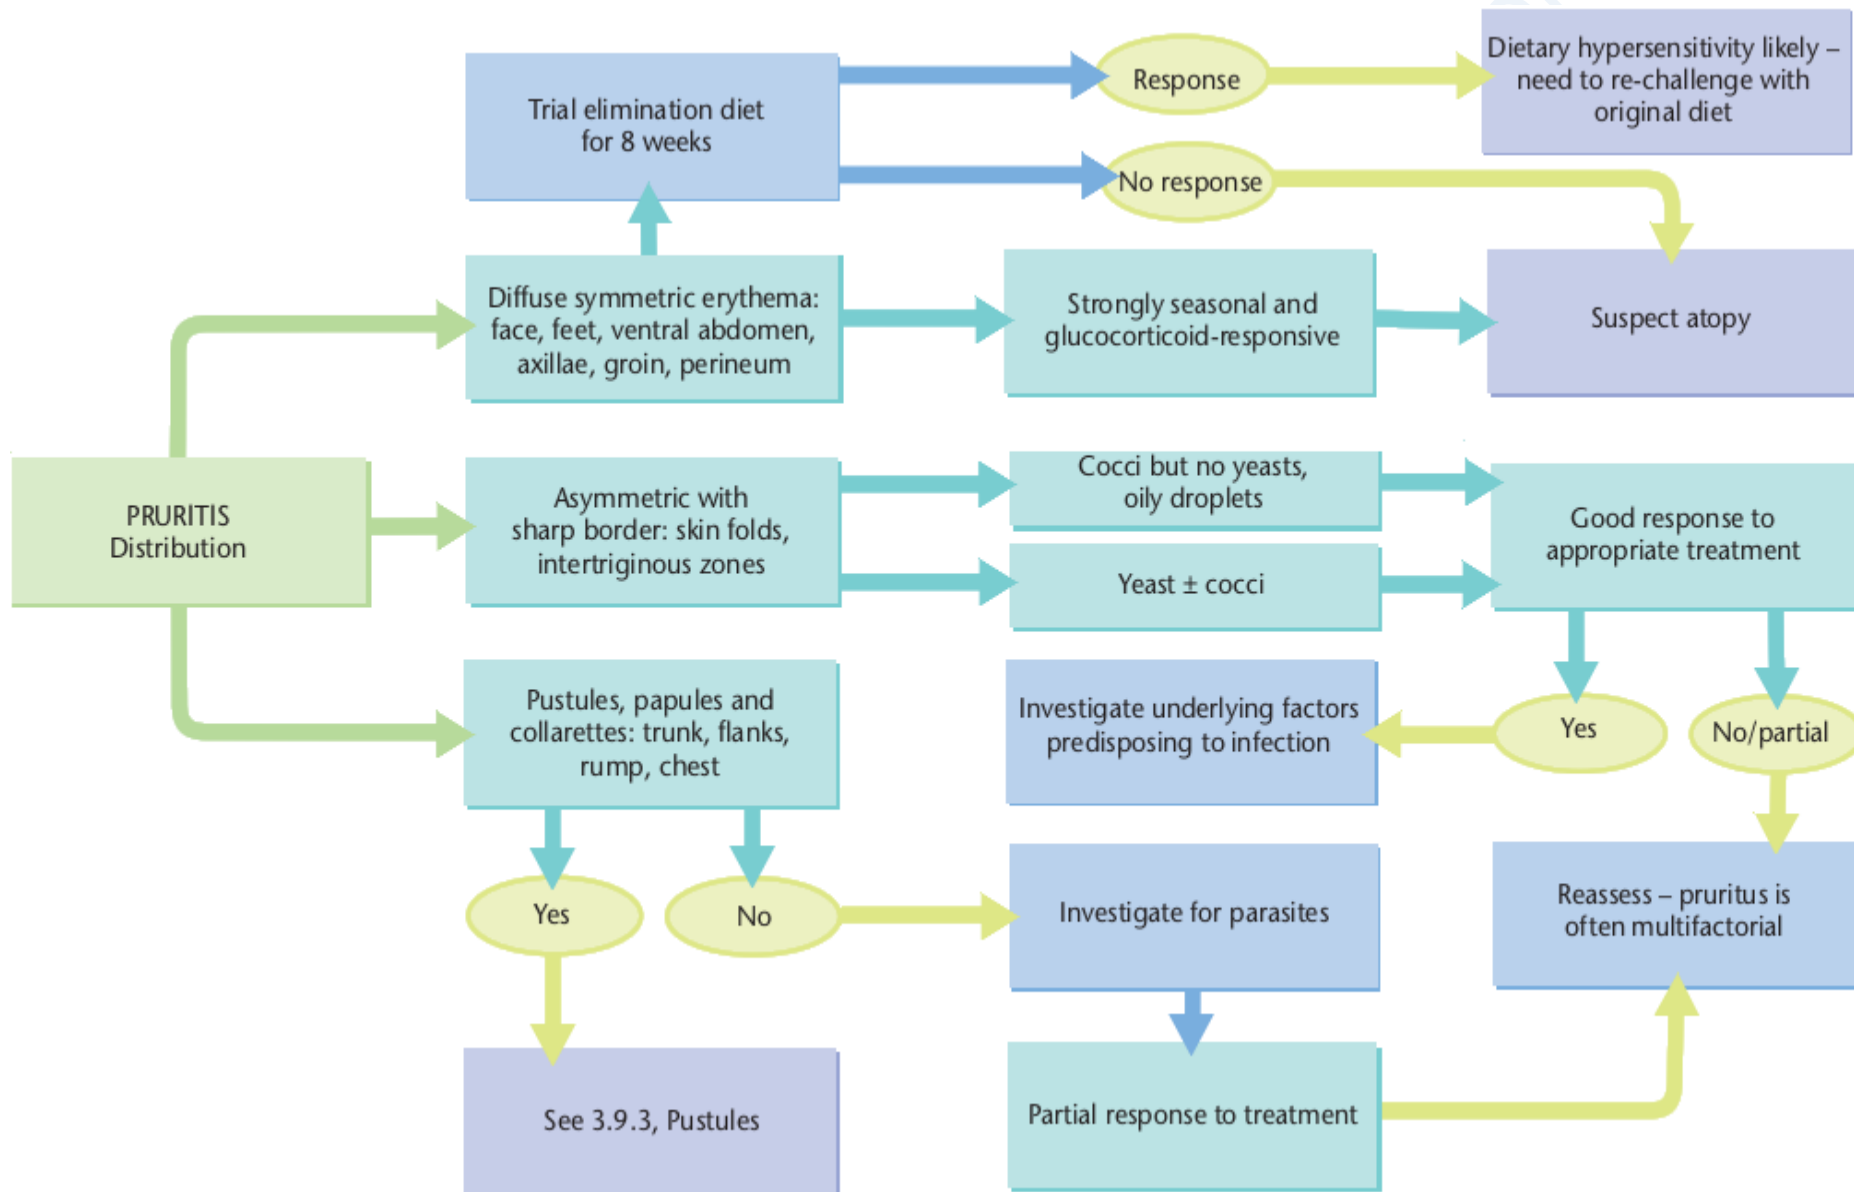 Trial elimination diet
for 8 weeks
Response
Dietary hypersensitivity likely –
need to re-challenge with
original diet
No response
Diffuse symmetric erythema:
face, feet, ventral abdomen,
axillae, groin, perineum
Strongly seasonal and
glucocorticoid-responsive
Suspect atopy
PRURITIS
Distribution
Asymmetric with
sharp border: skin folds,
intertriginous zones
Cocci but no yeasts,
oily droplets
Yeast ± cocci
Good response to
appropriate treatment
Pustules, papules and
collarettes: trunk, flanks,
rump, chest
Investigate underlying factors
predisposing to infection
Yes
No/partial
Yes
No
Investigate for parasites
Reassess – pruritus is
often multifactorial
See 3.9.3, Pustules
Partial response to treatment